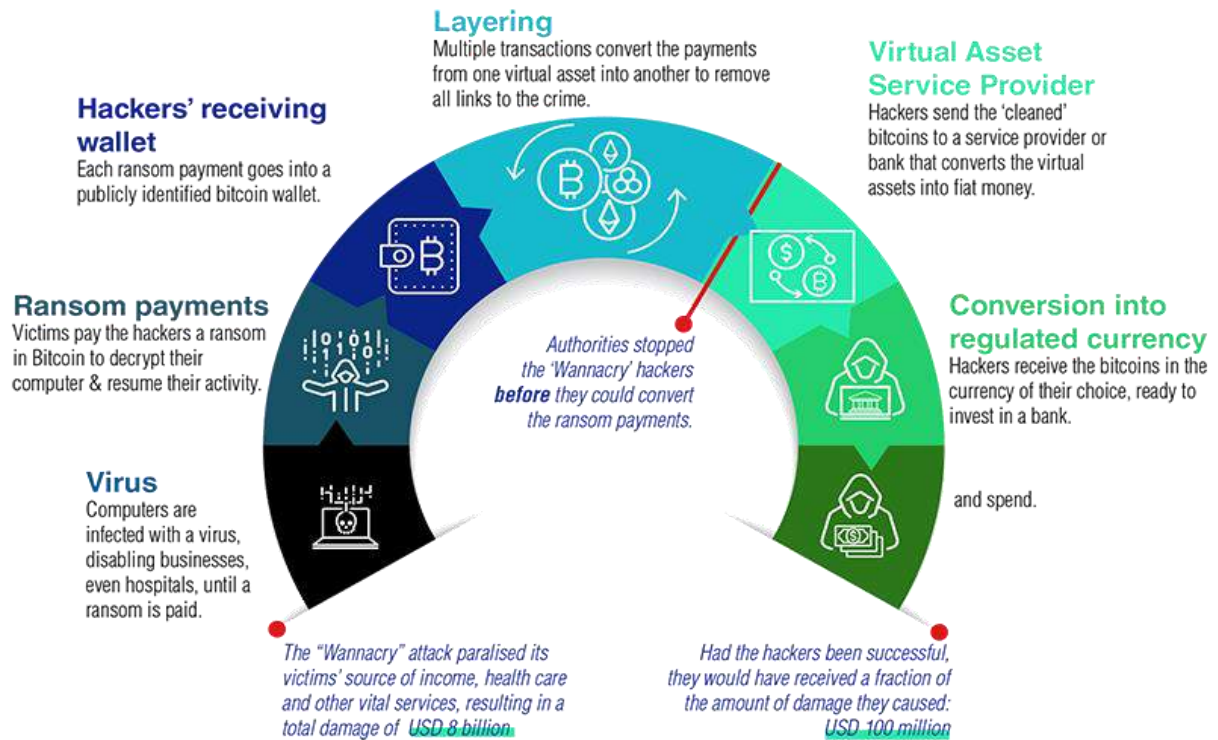 Layering
Multiple transactions convert the payments
from one virtual asset into another to remove
all links to the crime.
Virtual Asset
Service Provider
Hackers send the ‘cleaned’
bitcoins to a service provider or
bank that converts the virtual
assets into fiat money.
Hackers’ receiving
wallet
Each ransom payment goes into a
publicly identified bitcoin wallet.
Ransom payments
Victims pay the hackers a ransom
in Bitcoin to decrypt their
computer & resume their activity.
Conversion into
regulated currency
Hackers receive the bitcoins in the
currency of their choice, ready to
invest in a bank.
Authorities stopped
the ‘Wannacry’ hackers
before they could convert
the ransom payments.
Virus
Computers are
infected with a virus,
disabling businesses,
even hospitals, until a
ransom is paid.
and spend.
The “Wannacry” attack paralised its
victims’ source of income, health care
and other vital services, resulting in a
total damage of USD 8 billion
Had the hackers been successful,
they would have received a fraction of
the amount of damage they caused:
USD 100 million